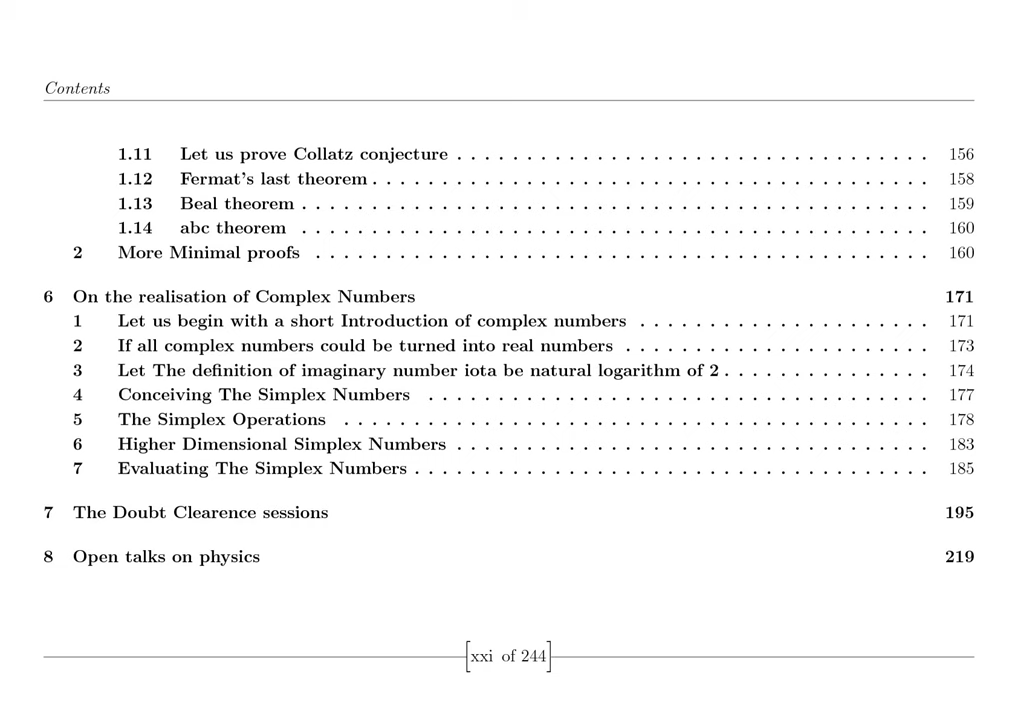 Contents
1.11 Let us prove Collatz conjecture . . . . . . . . . . . . . . . . . . . . . . . . . . . . . . . . . . 156
1.12 Fermat's last theorem . . . . . . . . . . . . . . . . . . . . . . . . . . . . . . . . . . . . . . . . 158
1.13 Beal theorem . . . . . . . . . . . . . . . . . . . . . . . . . . . . . . . . . . . . . . . . . . . . . 159
1.14 abc theorem . . . . . . . . . . . . . . . . . . . . . . . . . . . . . . . . . . . . . . . . . . . . . 160
2 More Minimal proofs . . . . . . . . . . . . . . . . . . . . . . . . . . . . . . . . . . . . . . . . . . . . 160
6 On the realisation of Complex Numbers 171
1 Let us begin with a short Introduction of complex numbers . . . . . . . . . . . . . . . . . . . . . 171
2 If all complex numbers could be turned into real numbers . . . . . . . . . . . . . . . . . . . . . . 173
3 Let The definition of imaginary number iota be natural logarithm of 2 . . . . . . . . . . . . . . . 174
4 Conceiving The Simplex Numbers . . . . . . . . . . . . . . . . . . . . . . . . . . . . . . . . . . . . 177
5 The Simplex Operations . . . . . . . . . . . . . . . . . . . . . . . . . . . . . . . . . . . . . . . . . . 178
6 Higher Dimensional Simplex Numbers . . . . . . . . . . . . . . . . . . . . . . . . . . . . . . . . . . 183
7 Evaluating The Simplex Numbers . . . . . . . . . . . . . . . . . . . . . . . . . . . . . . . . . . . . . 185
7 The Doubt Clearence sessions 195
8 Open talks on physics 219
[xxi of 244]